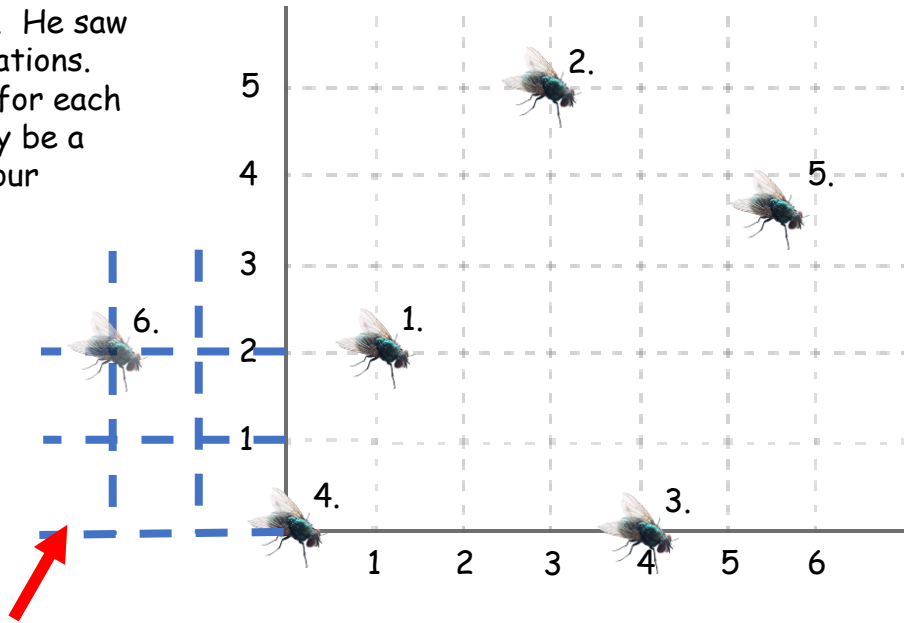 . He saw
ations.
for each
y be a
our
2.
5
4
5.
3
6.
1.
2
1
4.
3.
1 2 3 4 5 6